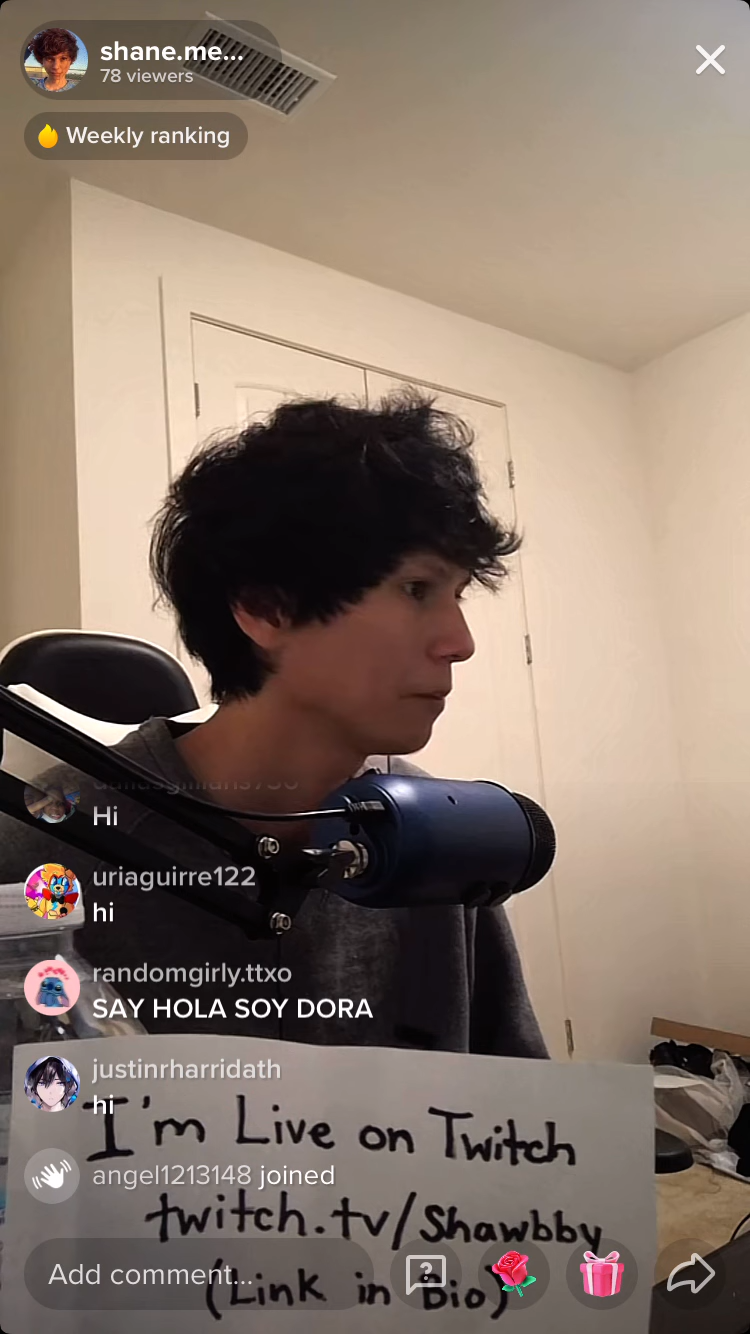 shane.me...
78 viewers
Weekly ranking
Hi
uriaguirre122
hi
randomgirly.ttxo
SAY HOLA SOY DORA
justinrharridath
hi
I'm Live on Twitch
angel1213148 joined
twitch.tv/Shawbby
Add comment...
(Link in Bio)